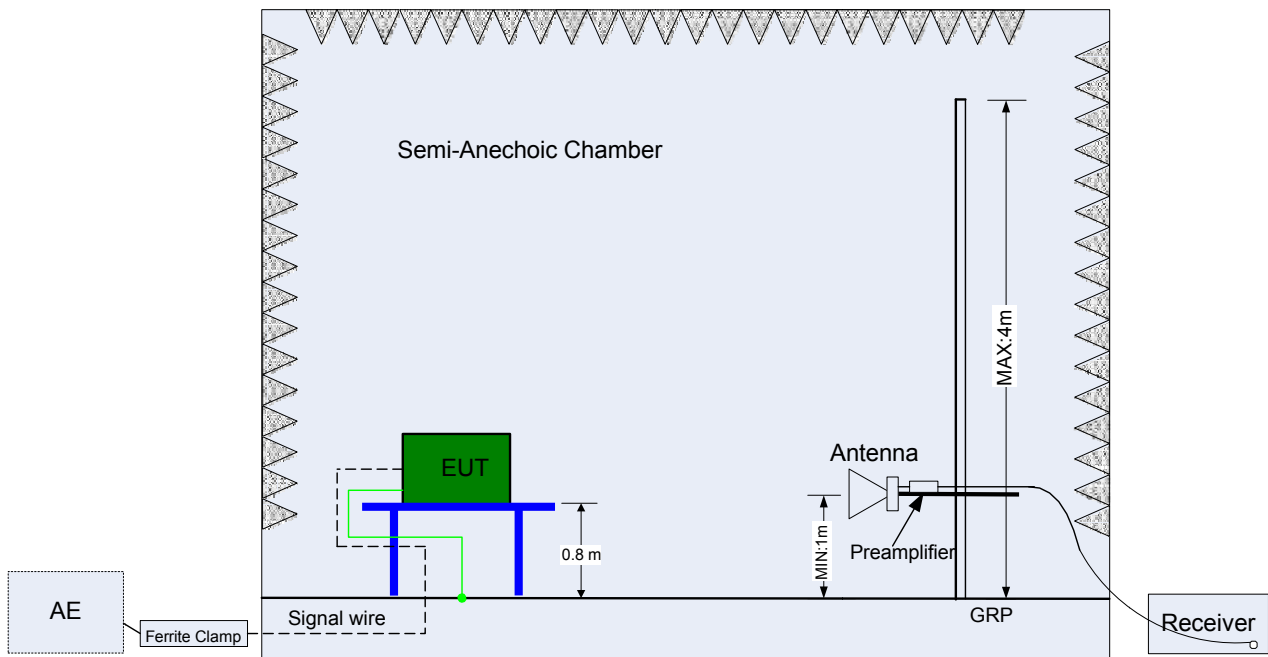 Semi-Anechoic Chamber
MAX:4m
EUT
Antenna
0.8 m
MIN:1m
Preamplifier
AE
Ferrite Clamp
Signal wire
GRP
Receiver